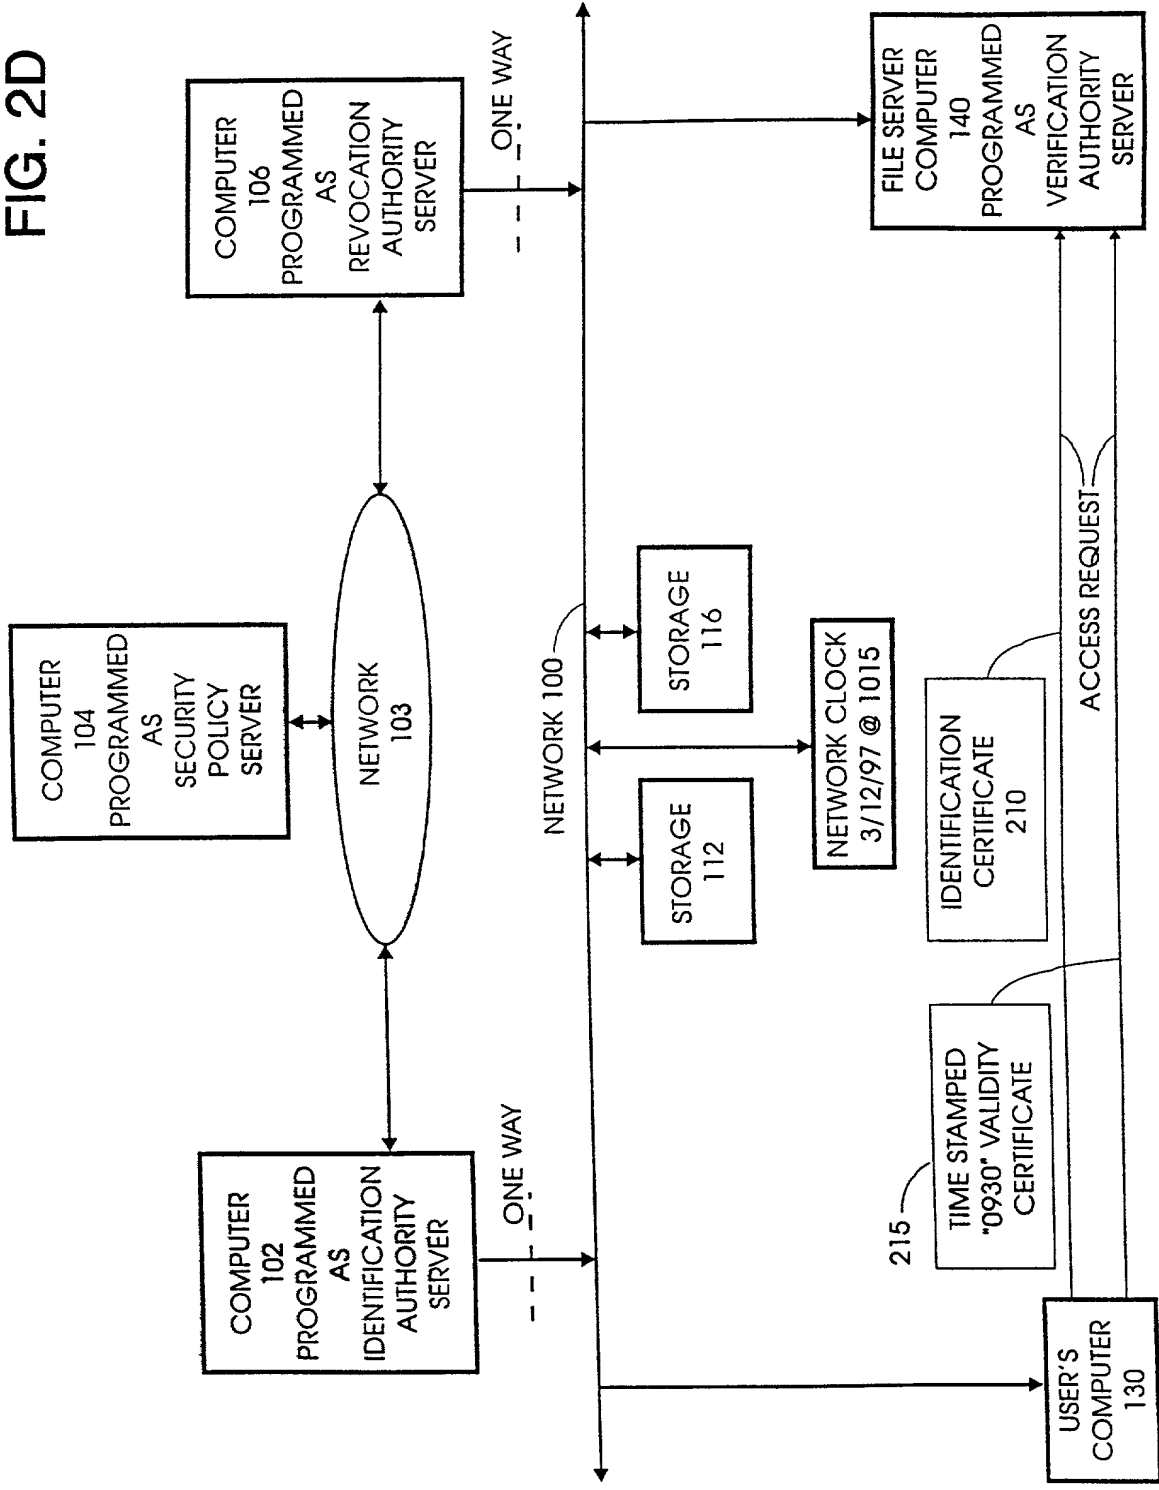 FIG. 2D
COMPUTER
104
PROGRAMMED
AS
SECURITY
POLICY
SERVER
COMPUTER
102
PROGRAMMED
AS
IDENTIFICATION
AUTHORITY
SERVER
NETWORK
103
COMPUTER
106
PROGRAMMED
AS
REVOCATION
AUTHORITY
SERVER
ONE WAY
ONE WAY
NETWORK 100
STORAGE
112
STORAGE
116
NETWORK CLOCK
3/12/97 @ 1015
215
TIME STAMPED
"0930" VALIDITY
CERTIFICATE
IDENTIFICATION
CERTIFICATE
210
ACCESS REQUEST
USER'S
COMPUTER
130
FILE SERVER
COMPUTER
140
PROGRAMMED
AS
VERIFICATION
AUTHORITY
SERVER